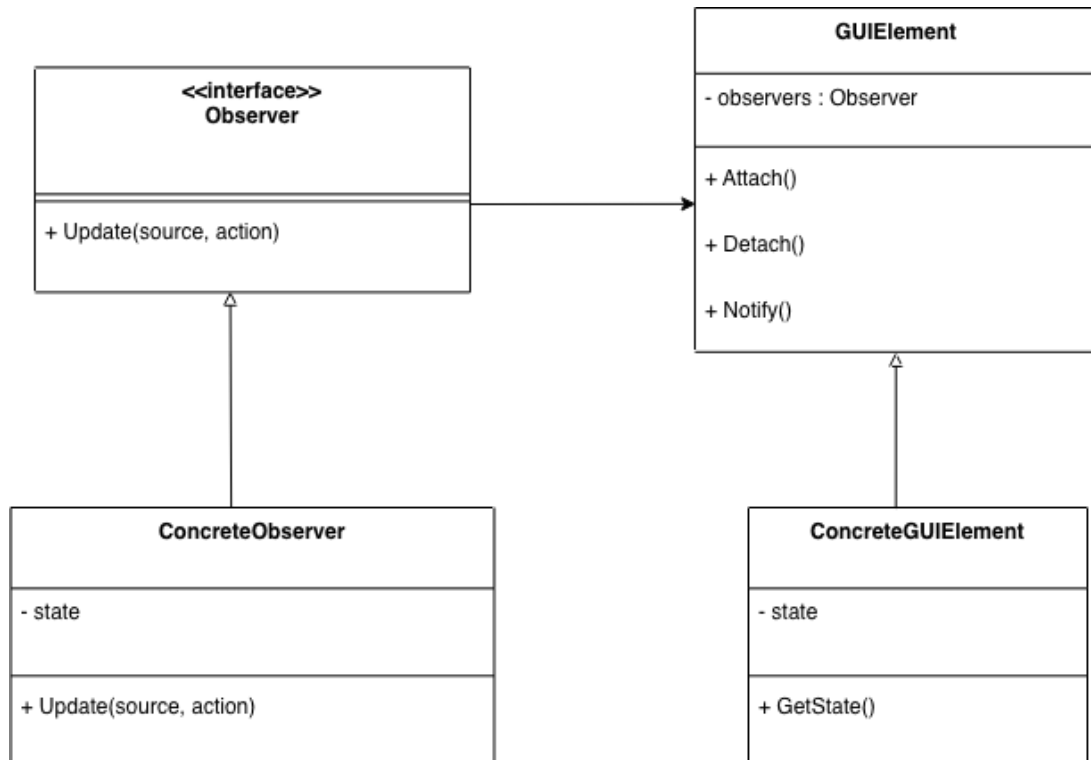 <<interface>>
Observer
+ Update(source, action)
GUIElement
- observers : Observer
+ Attach()
+ Detach()
+ Notify()
ConcreteObserver
- state
+ Update(source, action)
ConcreteGUIElement
- state
+ GetState()